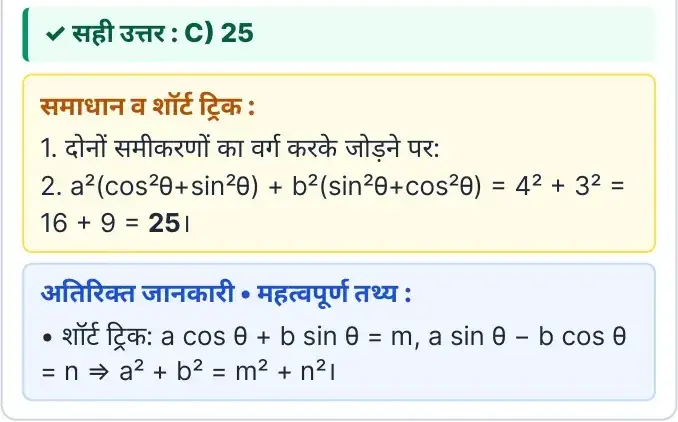 ✓ सही उत्तर : C) 25
समाधान व शॉर्ट ट्रिक :
1. दोनों समीकरणों का वर्ग करके जोड़ने पर:
2. a²(cos²θ+sin²θ) + b²(sin²θ+cos²θ) = 4² + 3² =
16 + 9 = 25।
अतिरिक्त जानकारी • महत्वपूर्ण तथ्य :
• शॉर्ट ट्रिक: a cos θ + b sin θ = m, a sin θ − b cos θ
= n ⇒ a² + b² = m² + n²।